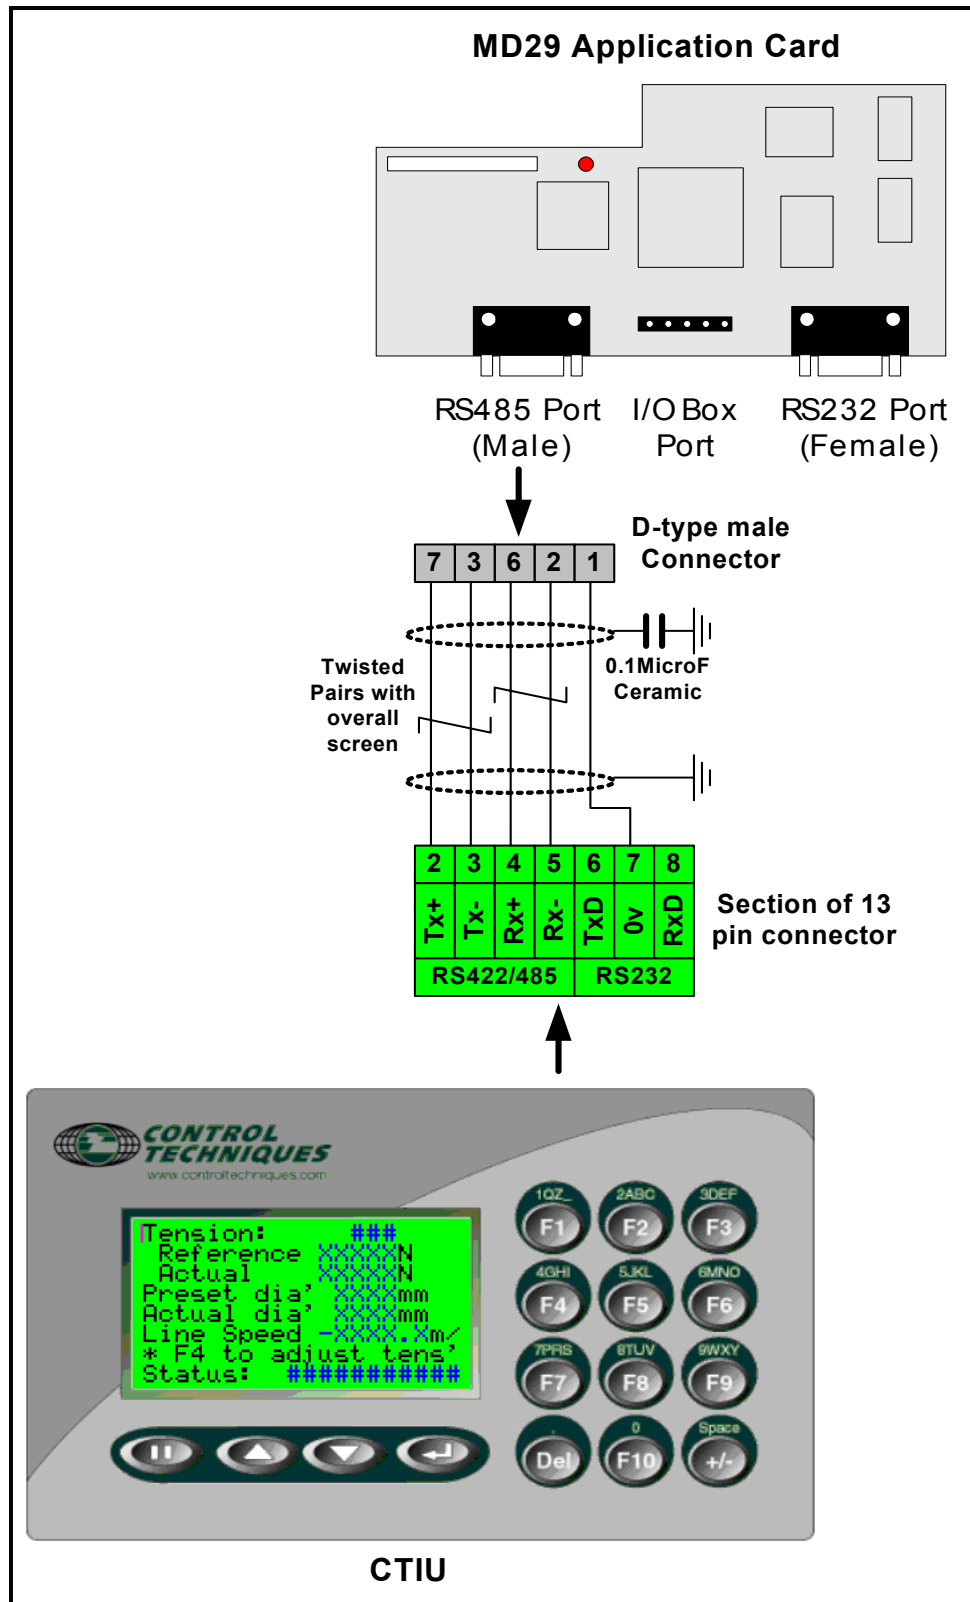 MD29 Application Card
RS485 Port
(Male)
I/O Box
Port
RS232 Port
(Female)
D-type male
Connector
7 3 6 2 1
0.1MicroF
Ceramic
Twisted
Pairs with
overall
screen
2 3 4 5 6 7 8
Tx+ Tx- Rx+ Rx- TxD 0v RxD
RS422/485 RS232
Section of 13
pin connector
CONTROL
TECHNIQUES
www.controltechniques.com
Tension: ###
Reference XXXXXN
Actual XXXXXN
Preset dia' XXXXmm
Actual dia' XXXXmm
Line Speed -XXXX.Xm/
* F4 to adjust tens'
Status: ###########
1QZ_ 2ABC 3DEF
F1 F2 F3
4GHI 5JKL 6MNO
F4 F5 F6
7PRS 8TUV 9WXY
F7 F8 F9
. 0 Space
Del F10 +/-
CTIU